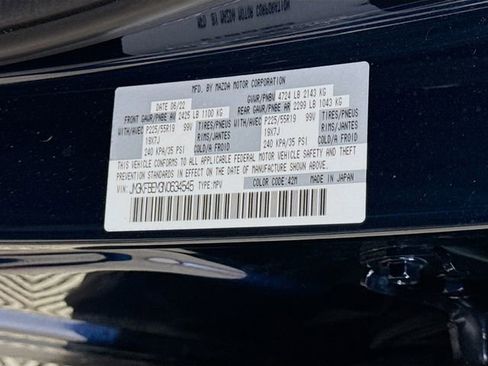 MFD. BY MAZDA MOTOR CORPORATION
DATE: 06/22 GVWR/PNBV 4724 LB 2143 KG
FRONT GAWR/PNBE AV 2425 LB 1100 KG REAR GAWR/PNBE AR 2299 LB 1043 KG
WITH/AVEC P225/55R19 99V TIRES/PNEUS WITH/AVEC P225/55R19 99V TIRES/PNEUS
19X7J RIMS/JANTES 19X7J RIMS/JANTES
240 KPA/35 PSI COLD/A FROID 240 KPA/35 PSI COLD/A FROID
THIS VEHICLE CONFORMS TO ALL APPLICABLE FEDERAL MOTOR VEHICLE SAFETY AND THEFT
PREVENTION STANDARDS IN EFFECT ON THE DATE OF MANUFACTURE SHOWN ABOVE.
VIN: JM3KFBBEM3N0634545 TYPE:MPV COLOR CODE:42M MADE IN JAPAN